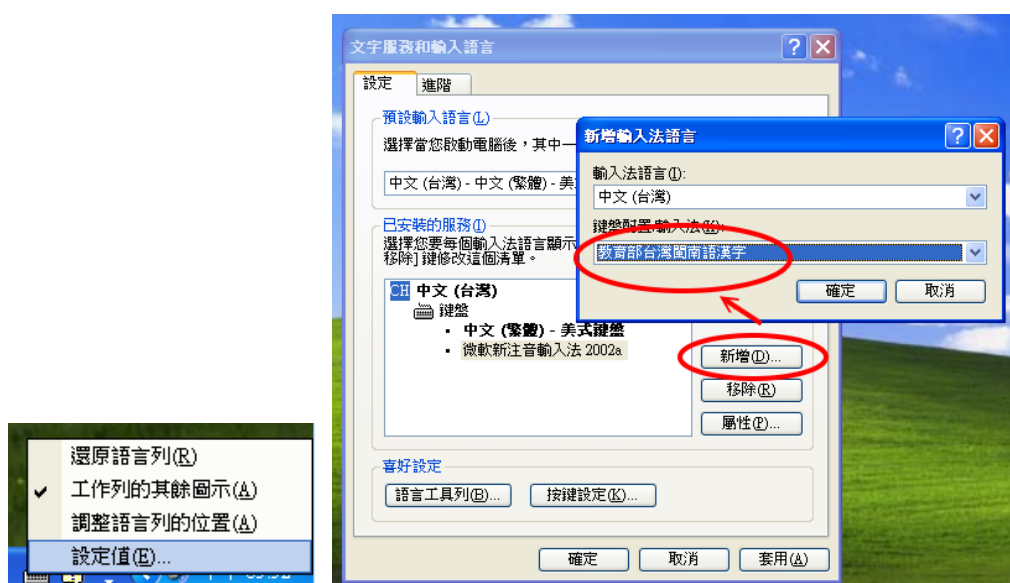 還原語言列(R)
工作列的其餘圖示(A)
調整語言列的位置(A)
設定值(E)...
文字服務和輸入語言
設定
進階
預設輸入語言(L)
選擇當您啟動電腦後，其中一
中文 (台灣) - 中文 (繁體) - 美
已安裝的服務(I)
選擇您要每個輸入法語言顯示
移除] 鍵修改這個清單。
CH 中文 (台灣)
鍵盤
中文 (繁體) - 美式鍵盤
微軟新注音輸入法 2002a
新增(D)...
移除(R)
屬性(P)...
喜好設定
語言工具列(B)...
按鍵設定(K)...
確定
取消
套用(A)
新增輸入法語言
輸入法語言(I):
中文 (台灣)
鍵盤配置/輸入法(K):
教育部台灣閩南語漢字
確定
取消